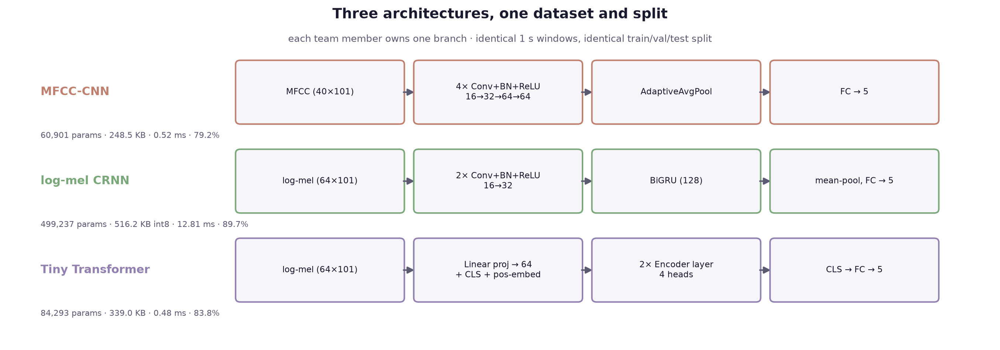 Three architectures, one dataset and split
each team member owns one branch · identical 1 s windows, identical train/val/test split
MFCC-CNN
MFCC (40×101)
4× Conv+BN+ReLU
16→32→64→64
AdaptiveAvgPool
FC → 5
60,901 params · 248.5 KB · 0.52 ms · 79.2%
log-mel CRNN
log-mel (64×101)
2× Conv+BN+ReLU
16→32
BiGRU (128)
mean-pool, FC → 5
499,237 params · 516.2 KB int8 · 12.81 ms · 89.7%
Tiny Transformer
log-mel (64×101)
Linear proj → 64
+ CLS + pos-embed
2× Encoder layer
4 heads
CLS → FC → 5
84,293 params · 339.0 KB · 0.48 ms · 83.8%